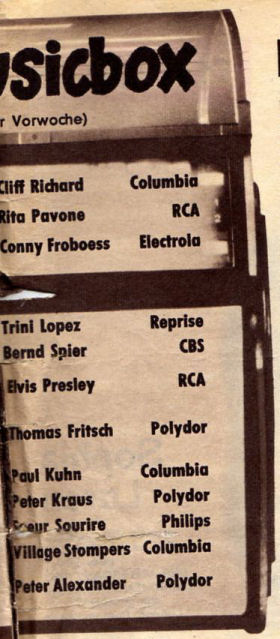 usicbox
r Vorwoche)
Cliff Richard Columbia
Rita Pavone RCA
Conny Froboess Electrola
Trini Lopez Reprise
Bernd Spier CBS
Elvis Presley RCA
Thomas Fritsch Polydor
Paul Kuhn Columbia
Peter Kraus Polydor
Soeur Sourire Philips
Village Stompers Columbia
Peter Alexander Polydor